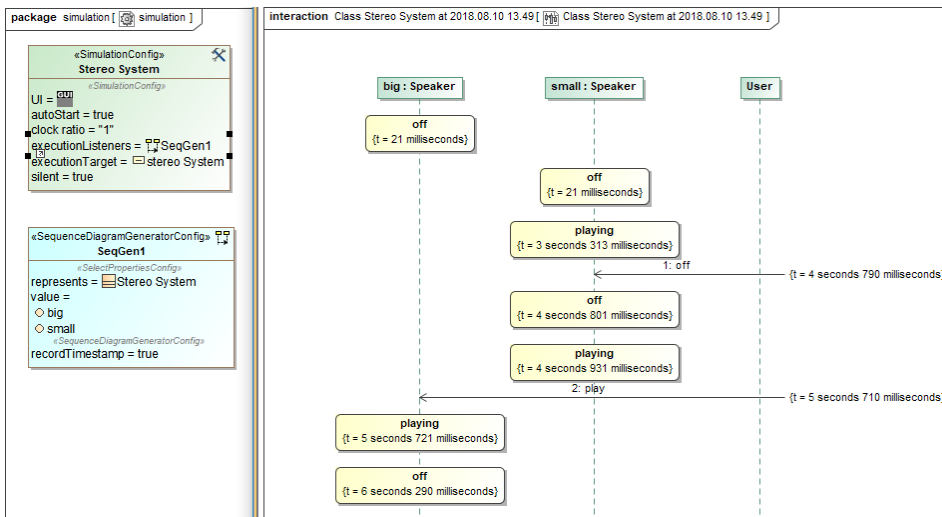 package simulation [ simulation ]
«SimulationConfig»
Stereo System
«SimulationConfig»
UI = GUI
autoStart = true
clock ratio = "1"
executionListeners = SeqGen1
executionTarget = stereo System
silent = true
«SequenceDiagramGeneratorConfig»
SeqGen1
«SelectPropertiesConfig»
represents = Stereo System
value =
big
small
«SequenceDiagramGeneratorConfig»
recordTimestamp = true
interaction Class Stereo System at 2018.08.10 13.49 [ Class Stereo System at 2018.08.10 13.49 ]
big : Speaker
small : Speaker
User
off
{t = 21 milliseconds}
off
{t = 21 milliseconds}
playing
{t = 3 seconds 313 milliseconds}
1: off
{t = 4 seconds 790 milliseconds}
off
{t = 4 seconds 801 milliseconds}
playing
{t = 4 seconds 931 milliseconds}
2: play
{t = 5 seconds 710 milliseconds}
playing
{t = 5 seconds 721 milliseconds}
off
{t = 6 seconds 290 milliseconds}